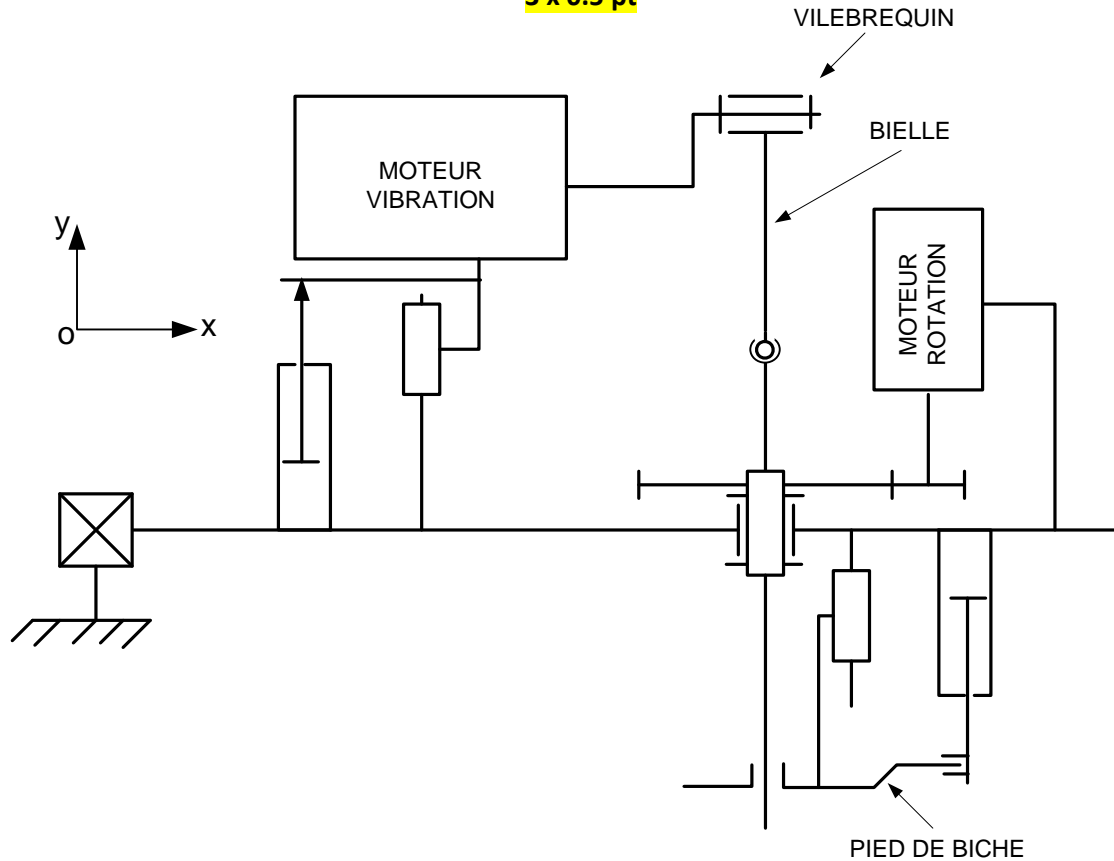 3 x 0.5 pt
VILEBREQUIN
BIELLE
MOTEUR
VIBRATION
MOTEUR
ROTATION
y
o
x
PIED DE BICHE